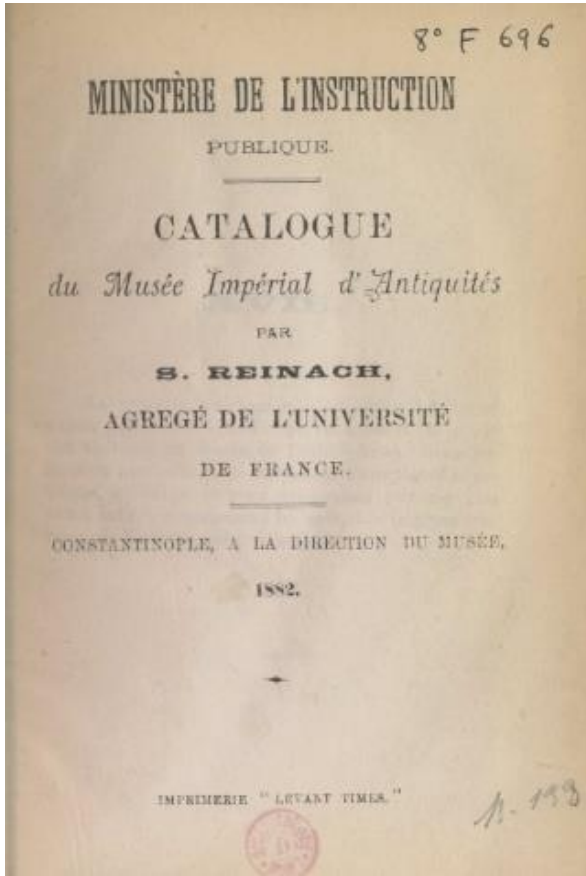 8° F 696
MINISTÈRE DE L'INSTRUCTION
PUBLIQUE.
CATALOGUE
du Musée Impérial d'Antiquités
PAR
S. REINACH,
AGREGÉ DE L'UNIVERSITÉ
DE FRANCE.
CONSTANTINOPLE, A LA DIRECTION DU MUSÉE,
1882.
IMPRIMERIE "LEVANT TIMES."